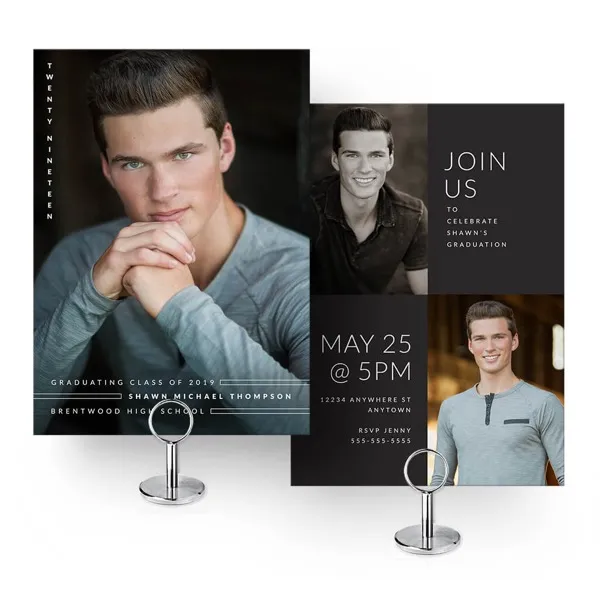 TWENTY NINETEEN
GRADUATING CLASS OF 2019
SHAWN MICHAEL THOMPSON
BRENTWOOD HIGH SCHOOL
JOIN
US
TO
CELEBRATE
SHAWN'S
GRADUATION
MAY 25
@ 5PM
12234 ANYWHERE ST
ANYTOWN
RSVP JENNY
555-555-5555